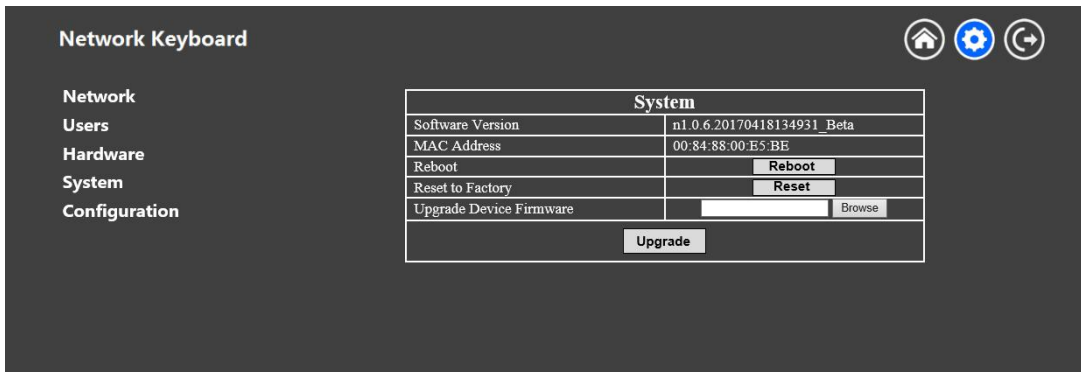 Network Keyboard
Network
Users
Hardware
System
Configuration
System
Software Version n1.0.6.20170418134931_Beta
MAC Address 00:84:88:00:E5:BE
Reboot Reboot
Reset to Factory Reset
Upgrade Device Firmware Browse
Upgrade